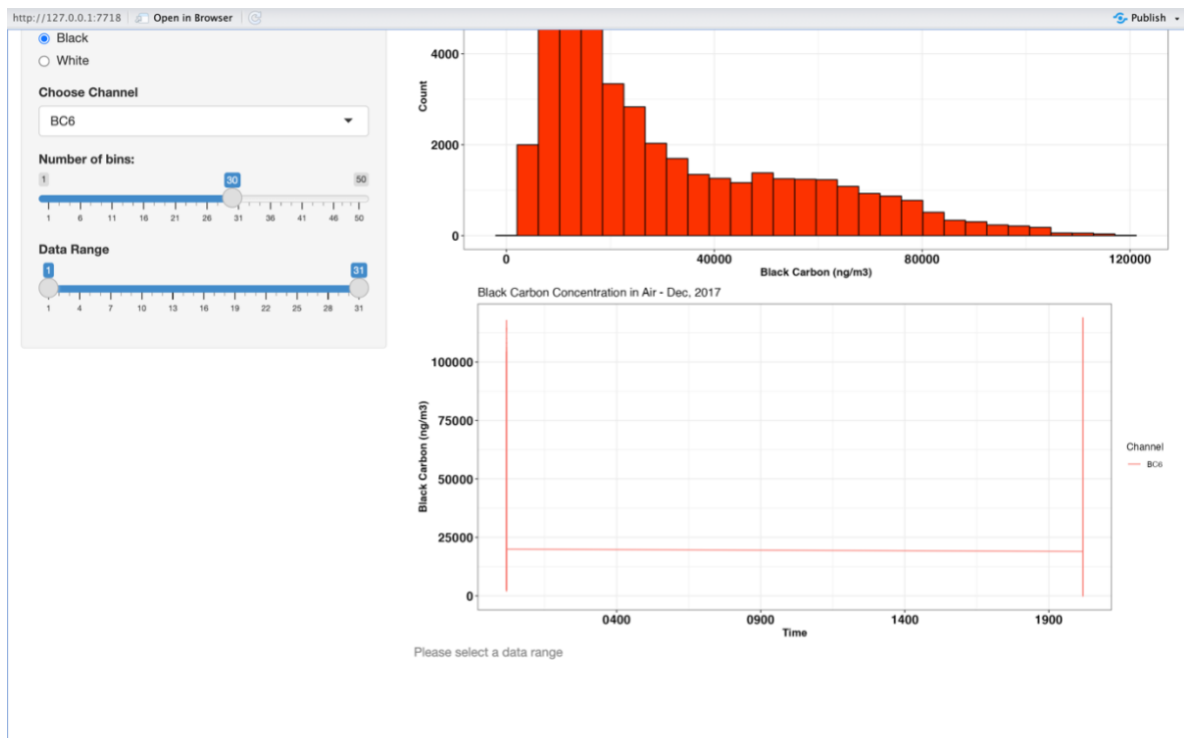 http://127.0.0.1:7718 Open in Browser Publish
Black
White
Choose Channel
BC6
Number of bins:
1 30 50
1 6 11 16 21 26 31 36 41 46 50
Data Range
1 31
1 4 7 10 13 16 19 22 25 28 31
4000
2000
0
Count
0 40000 80000 120000
Black Carbon (ng/m3)
Black Carbon Concentration in Air - Dec, 2017
100000
75000
50000
25000
0
Black Carbon (ng/m3)
0400 0900 1400 1900
Time
Channel
BC6
Please select a data range